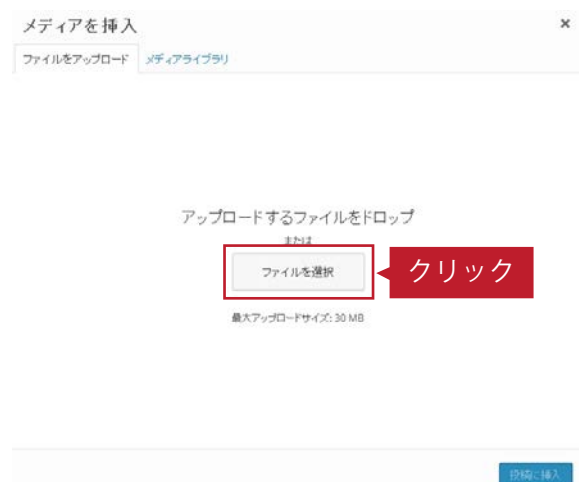 メディアを挿入
×
ファイルをアップロード メディアライブラリ
アップロードするファイルをドロップ
または
ファイルを選択
クリック
最大アップロードサイズ: 30 MB
投稿に挿入